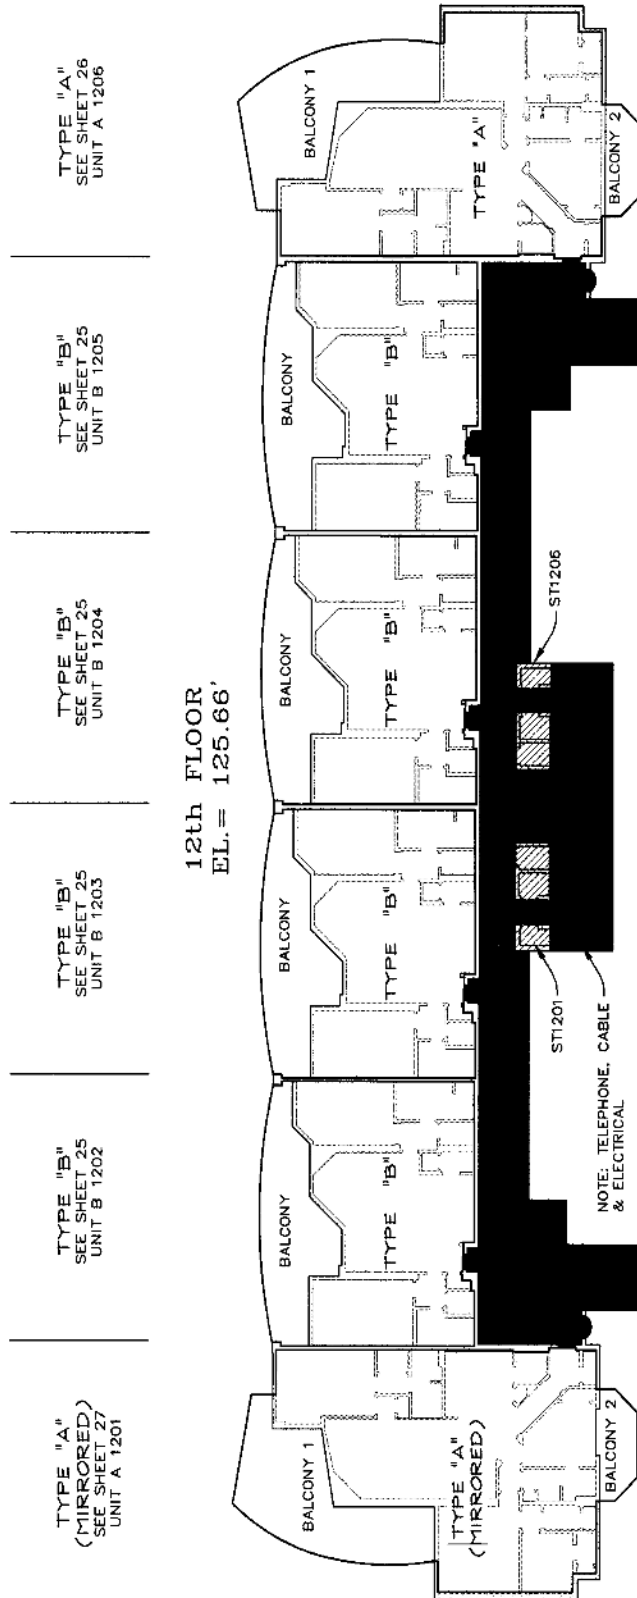 TYPE "A"
(MIRRORED)
SEE SHEET 27
UNIT A 1201
TYPE "B"
SEE SHEET 25
UNIT B 1202
TYPE "B"
SEE SHEET 25
UNIT B 1203
TYPE "B"
SEE SHEET 25
UNIT B 1204
TYPE "B"
SEE SHEET 25
UNIT B 1205
TYPE "A"
SEE SHEET 26
UNIT A 1206
12th FLOOR
EL.= 125.66'
BALCONY 1
BALCONY
BALCONY
BALCONY
BALCONY
BALCONY 1
TYPE "A"
(MIRRORED)
TYPE "B"
TYPE "B"
TYPE "B"
TYPE "B"
TYPE "A"
BALCONY 2
BALCONY 2
ST1201
ST1206
NOTE: TELEPHONE, CABLE
& ELECTRICAL